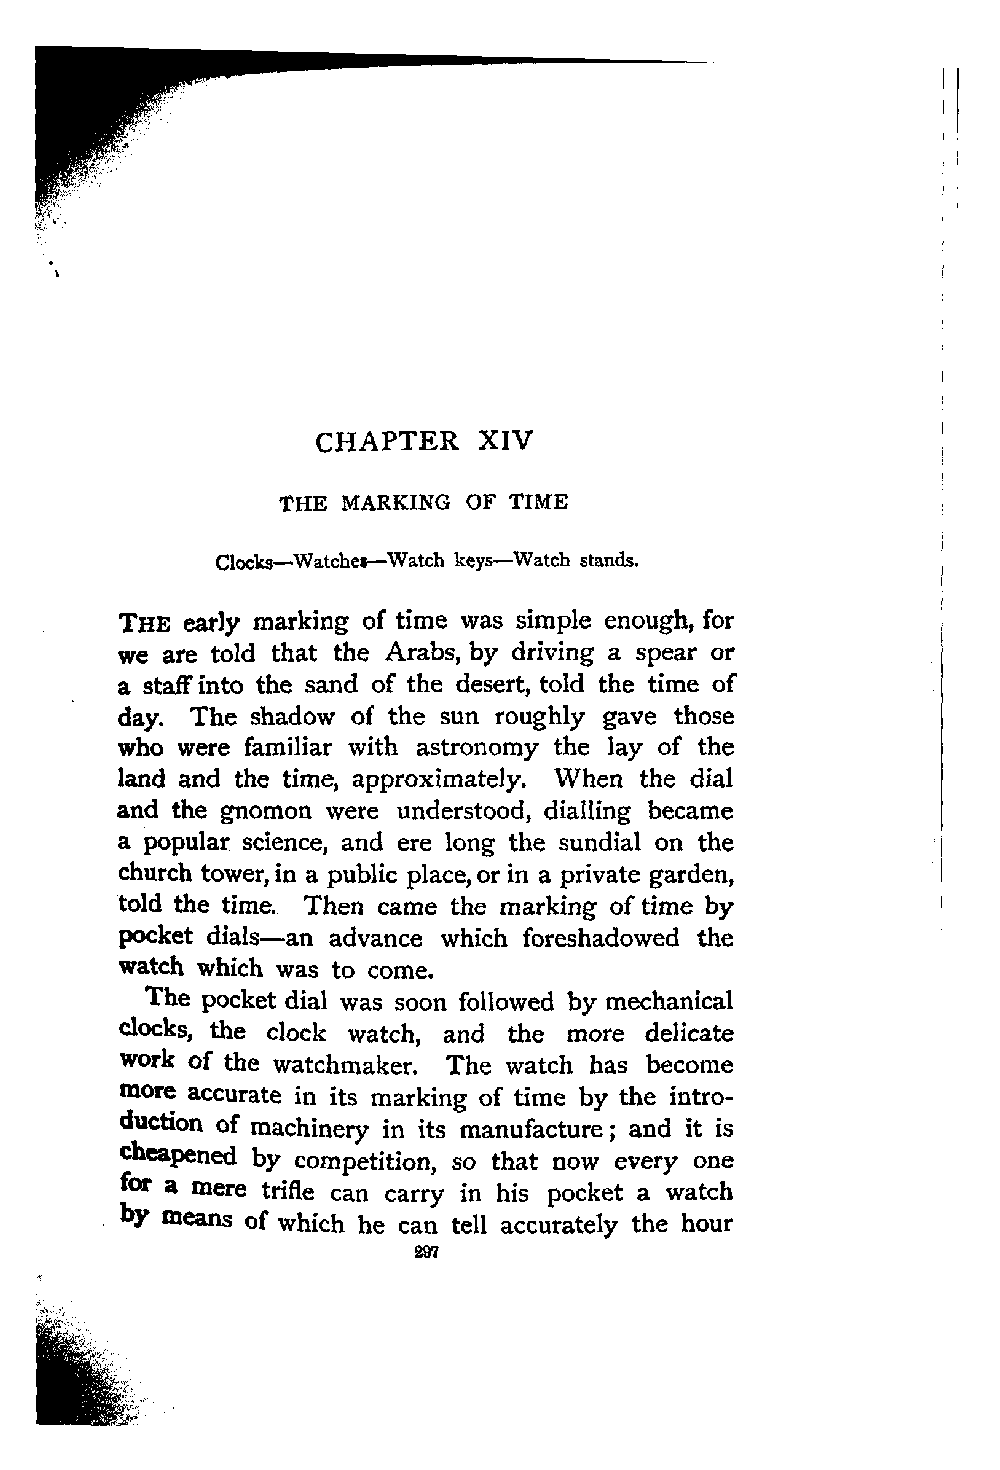 CHAPTER XIV
THE MARKING OF TIME
Clocks—Watches—Watch keys—Watch stands.
THE early marking of time was simple enough, for
we are told that the Arabs, by driving a spear or
a staff into the sand of the desert, told the time of
day. The shadow of the sun roughly gave those
who were familiar with astronomy the lay of the
land and the time, approximately. When the dial
and the gnomon were understood, dialling became
a popular science, and ere long the sundial on the
church tower, in a public place, or in a private garden,
told the time. Then came the marking of time by
pocket dials—an advance which foreshadowed the
watch which was to come.
The pocket dial was soon followed by mechanical
clocks, the clock watch, and the more delicate
work of the watchmaker. The watch has become
more accurate in its marking of time by the intro-
duction of machinery in its manufacture; and it is
cheapened by competition, so that now every one
for a mere trifle can carry in his pocket a watch
by means of which he can tell accurately the hour
297